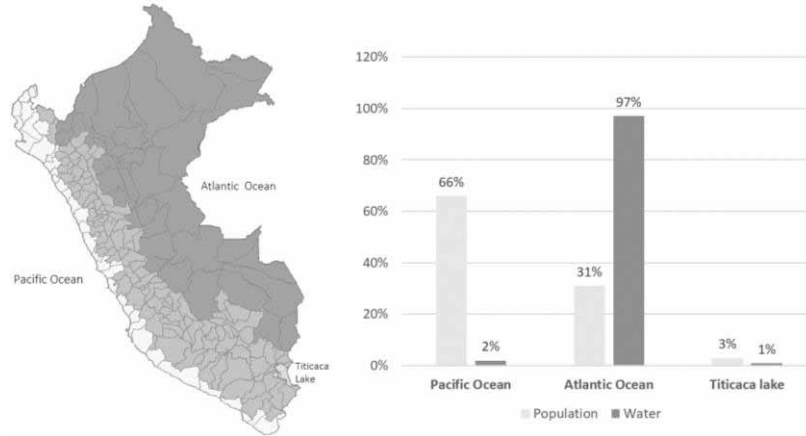 Atlantic Ocean
Pacific Ocean
Titicaca
Lake
120%
100%
80%
60%
40%
20%
0%
66%
2%
31%
97%
3%
1%
Pacific Ocean
Atlantic Ocean
Titicaca lake
Population
Water